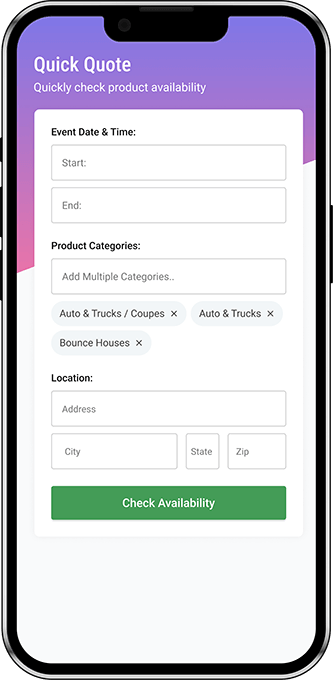 Quick Quote
Quickly check product availability
Event Date & Time:
Start:
End:
Product Categories:
Add Multiple Categories..
Auto & Trucks / Coupes ✕ Auto & Trucks ✕
Bounce Houses ✕
Location:
Address
City State Zip
Check Availability